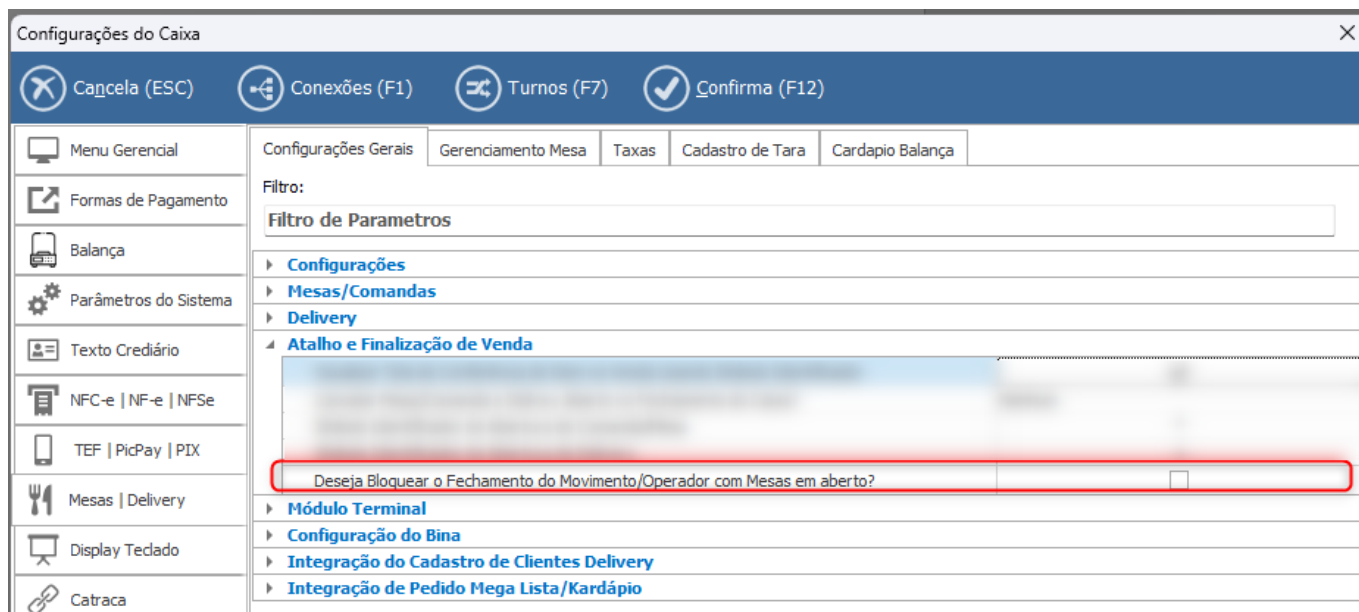 Configurações do Caixa
Cancela (ESC)
Conexões (F1)
Turnos (F7)
Confirma (F12)
Menu Gerencial
Formas de Pagamento
Balança
Parâmetros do Sistema
Texto Crediário
NFC-e | NF-e | NFSe
TEF | PicPay | PIX
Mesas | Delivery
Display Teclado
Catraca
Configurações Gerais
Gerenciamento Mesa
Taxas
Cadastro de Tara
Cardapio Balança
Filtro:
Filtro de Parametros
Configurações
Mesas/Comandas
Delivery
Atalho e Finalização de Venda
Deseja Bloquear o Fechamento do Movimento/Operador com Mesas em aberto?
Módulo Terminal
Configuração do Bina
Integração do Cadastro de Clientes Delivery
Integração de Pedido Mega Lista/Kardápio